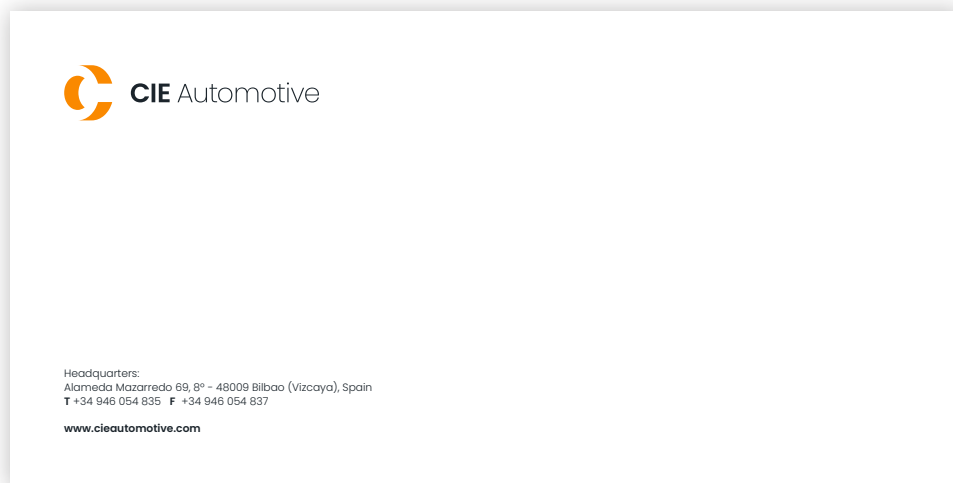 CIE Automotive
Headquarters:
Alameda Mazarredo 69, 8º - 48009 Bilbao (Vizcaya), Spain
T +34 946 054 835 F +34 946 054 837
www.cieautomotive.com